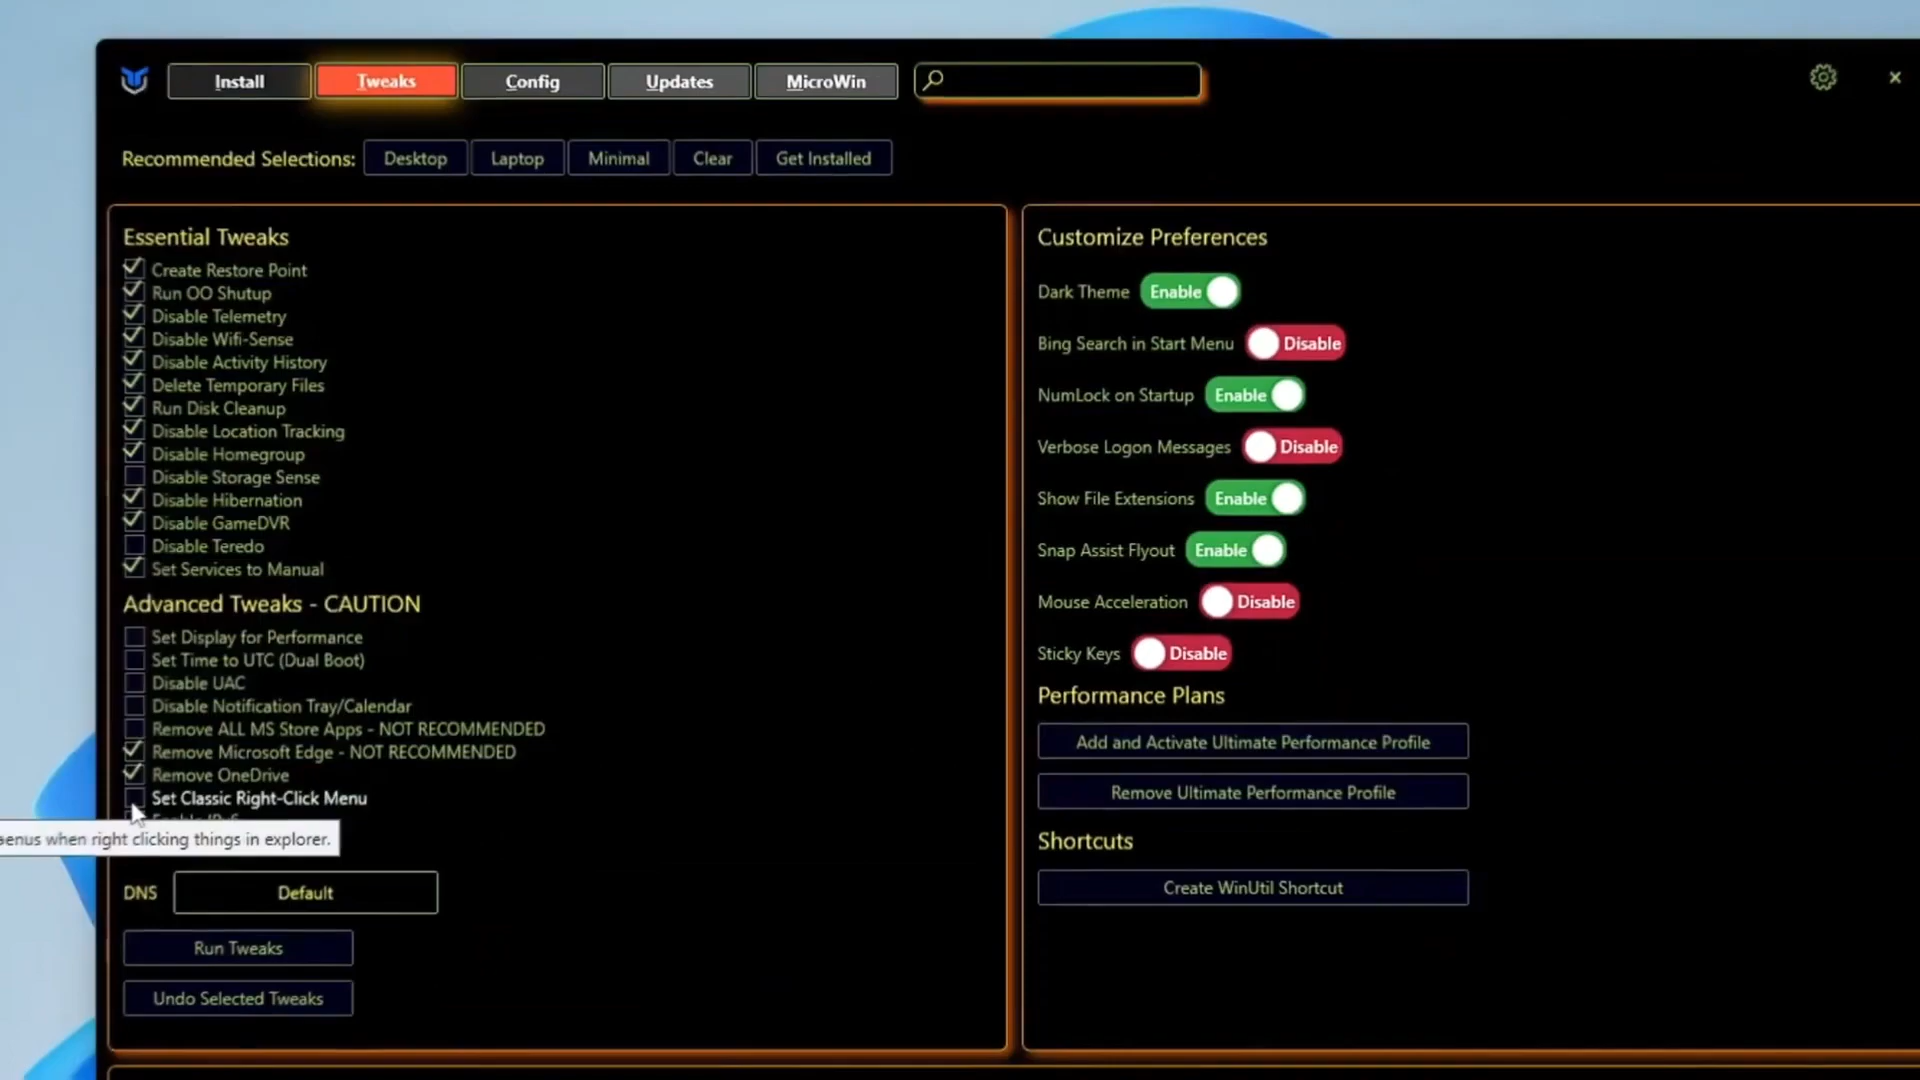 Install
Tweaks
Config
Updates
MicroWin
Recommended Selections:
Desktop
Laptop
Minimal
Clear
Get Installed
Essential Tweaks
Create Restore Point
Run OO Shutup
Disable Telemetry
Disable Wifi-Sense
Disable Activity History
Delete Temporary Files
Run Disk Cleanup
Disable Location Tracking
Disable Homegroup
Disable Storage Sense
Disable Hibernation
Disable GameDVR
Disable Teredo
Set Services to Manual
Advanced Tweaks - CAUTION
Set Display for Performance
Set Time to UTC (Dual Boot)
Disable UAC
Disable Notification Tray/Calendar
Remove ALL MS Store Apps - NOT RECOMMENDED
Remove Microsoft Edge - NOT RECOMMENDED
Remove OneDrive
Set Classic Right-Click Menu
when right clicking things in explorer.
DNS
Default
Run Tweaks
Undo Selected Tweaks
Customize Preferences
Dark Theme Enable
Bing Search in Start Menu Disable
NumLock on Startup Enable
Verbose Logon Messages Disable
Show File Extensions Enable
Snap Assist Flyout Enable
Mouse Acceleration Disable
Sticky Keys Disable
Performance Plans
Add and Activate Ultimate Performance Profile
Remove Ultimate Performance Profile
Shortcuts
Create WinUtil Shortcut